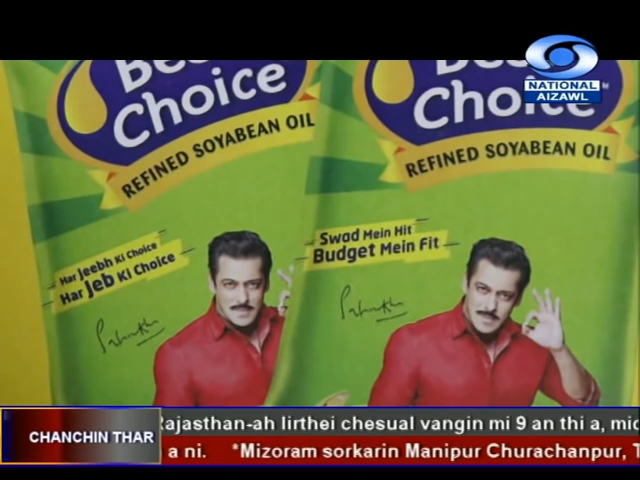 Choice
REFINED SOYABEAN OIL
Har Jeebh Ki Choice
Har Jeb Ki Choice
Choice
REFINED SOYABEAN OIL
Swad Mein Hit
Budget Mein Fit
NATIONAL
AIZAWL
CHANCHIN THAR
Rajasthan-ah lirthei chesual vangin mi 9 an thi a,
a ni. *Mizoram sorkarin Manipur Churachanpur,